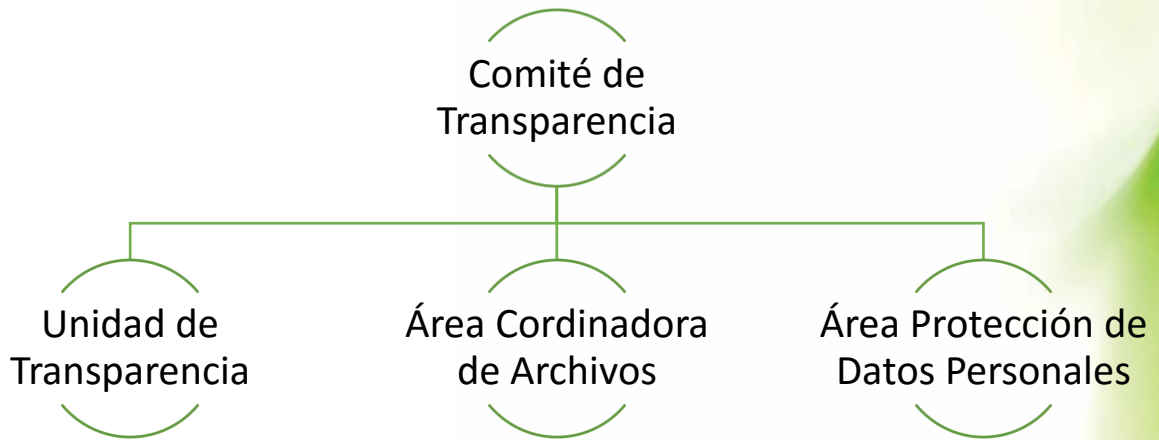 Comité de
Transparencia
Unidad de
Transparencia
Área Cordinadora
de Archivos
Área Protección de
Datos Personales